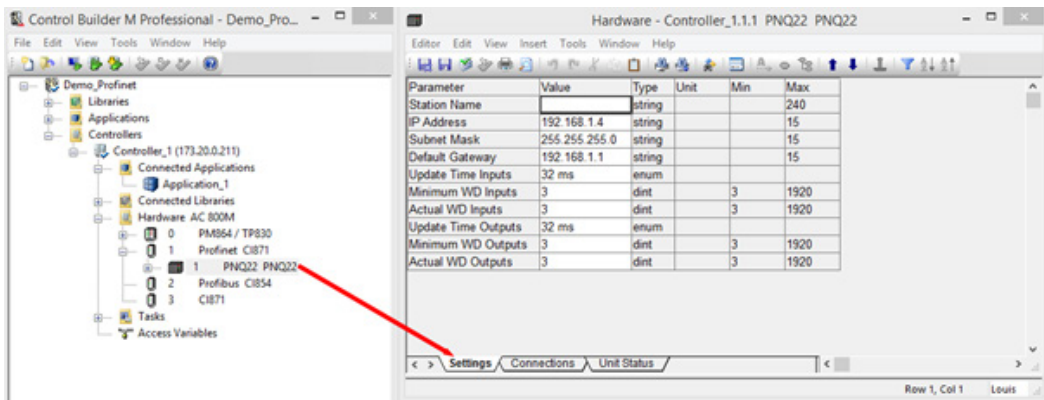 Control Builder M Professional - Demo_Pro...
File Edit View Tools Window Help
Demo_Profinet
Libraries
Applications
Controllers
Controller_1 (173.20.0.211)
Connected Applications
Application_1
Connected Libraries
Hardware AC 800M
0 PM864 / TP830
1 Profinet CI871
1 PNQ22 PNQ22
2 Profibus CI854
3 CI871
Tasks
Access Variables
Hardware - Controller_1.1.1 PNQ22 PNQ22
Editor Edit View Insert Tools Window Help
Parameter Value Type Unit Min Max
Station Name string 240
IP Address 192.168.1.4 string 15
Subnet Mask 255.255.255.0 string 15
Default Gateway 192.168.1.1 string 15
Update Time Inputs 32 ms enum
Minimum WD Inputs 3 dint 3 1920
Actual WD Inputs 3 dint 3 1920
Update Time Outputs 32 ms enum
Minimum WD Outputs 3 dint 3 1920
Actual WD Outputs 3 dint 3 1920
Settings Connections Unit Status
Row 1, Col 1 Louis